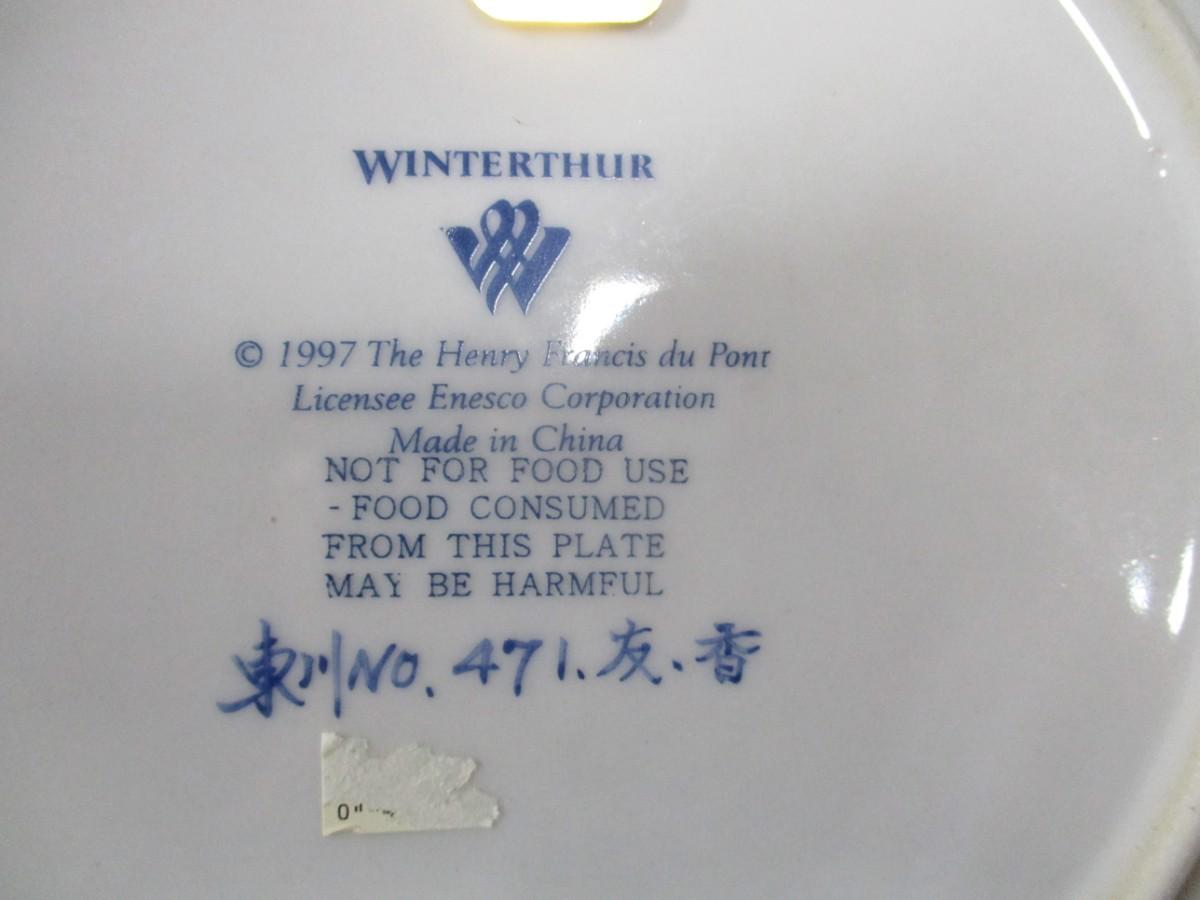 WINTERTHUR
© 1997 The Henry Francis du Pont
Licensee Enesco Corporation
Made in China
NOT FOR FOOD USE
- FOOD CONSUMED
FROM THIS PLATE
MAY BE HARMFUL
東川NO. 471.友.香
0"